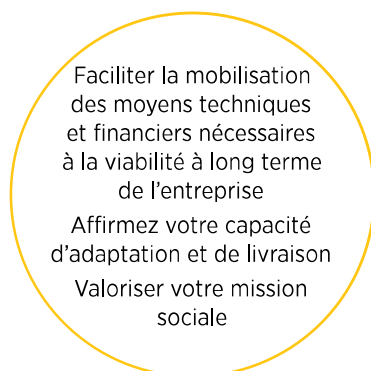 Faciliter la mobilisation
des moyens techniques
et financiers nécessaires
à la viabilité à long terme
de l'entreprise
Affirmez votre capacité
d'adaptation et de livraison
Valoriser votre mission
sociale